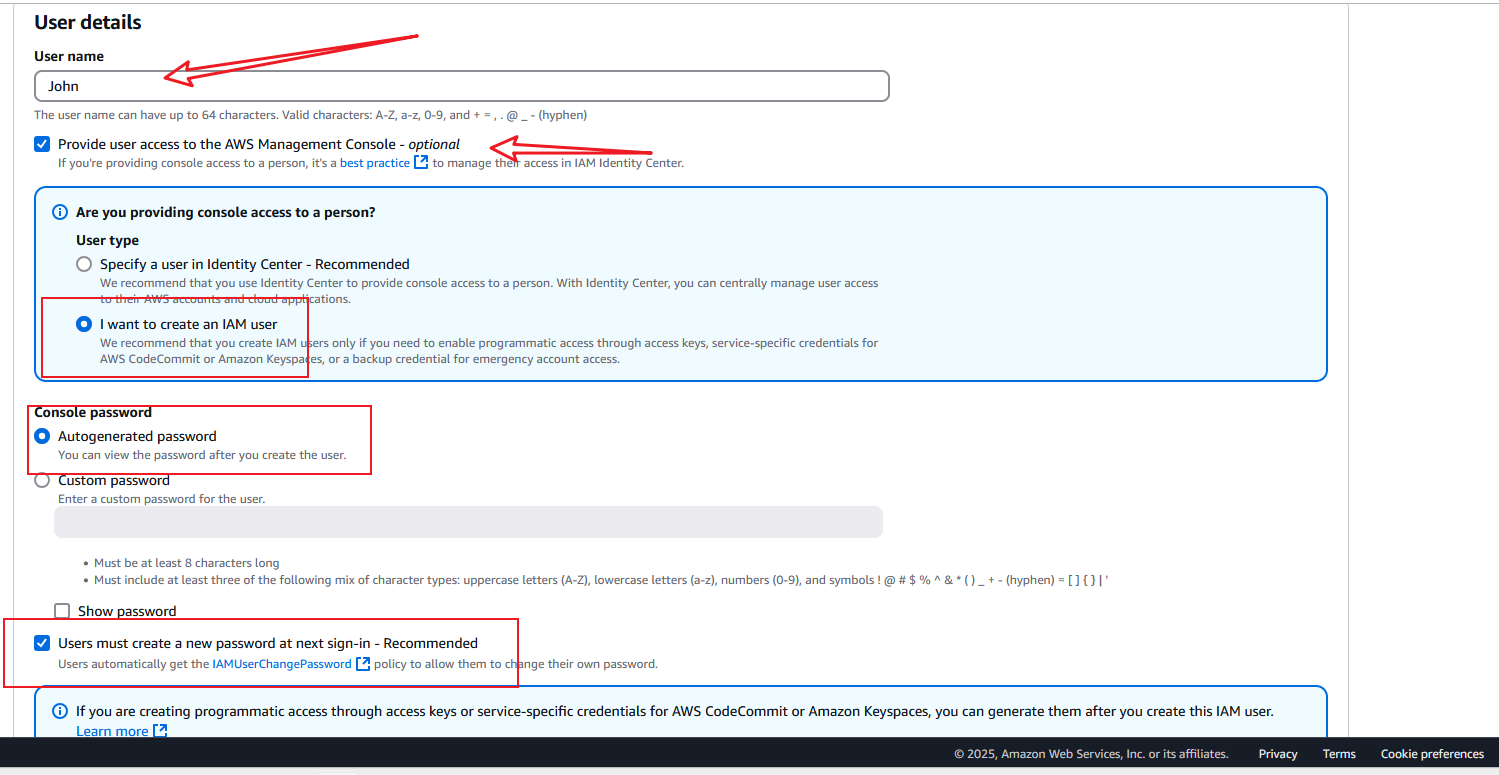 User details
User name
John
The user name can have up to 64 characters. Valid characters: A-Z, a-z, 0-9, and + = , . @ _ - (hyphen)
Provide user access to the AWS Management Console - optional
If you're providing console access to a person, it's a best practice to manage their access in IAM Identity Center.
Are you providing console access to a person?
User type
Specify a user in Identity Center - Recommended
We recommend that you use Identity Center to provide console access to a person. With Identity Center, you can centrally manage user access
to their AWS accounts and cloud applications.
I want to create an IAM user
We recommend that you create IAM users only if you need to enable programmatic access through access keys, service-specific credentials for
AWS CodeCommit or Amazon Keyspaces, or a backup credential for emergency account access.
Console password
Autogenerated password
You can view the password after you create the user.
Custom password
Enter a custom password for the user.
• Must be at least 8 characters long
• Must include at least three of the following mix of character types: uppercase letters (A-Z), lowercase letters (a-z), numbers (0-9), and symbols ! @ # $ % ^ & * ( ) _ + - (hyphen) = [ ] { } | '
Show password
Users must create a new password at next sign-in - Recommended
Users automatically get the IAMUserChangePassword policy to allow them to change their own password.
If you are creating programmatic access through access keys or service-specific credentials for AWS CodeCommit or Amazon Keyspaces, you can generate them after you create this IAM user.
Learn more
© 2025, Amazon Web Services, Inc. or its affiliates. Privacy Terms Cookie preferences